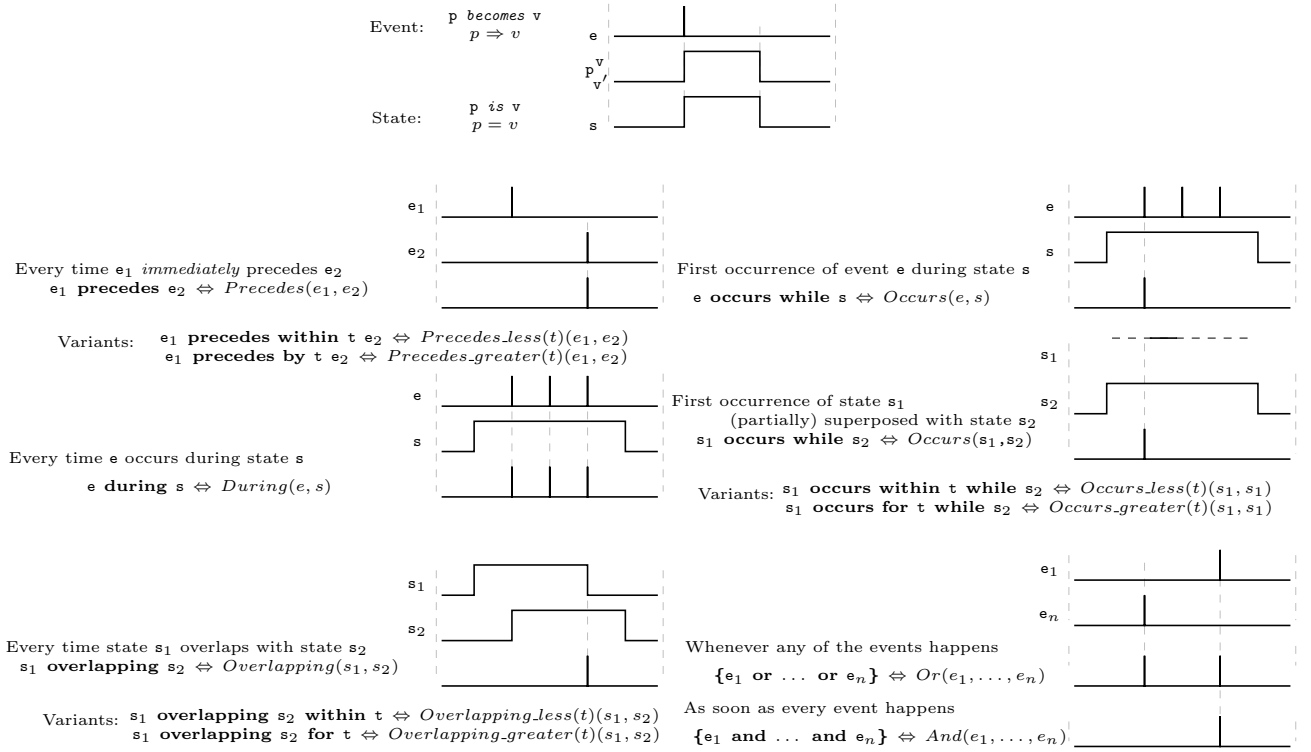 Event: p becomes v
p ⇒ v
e
p v
v′
State: p is v
p = v
s
e1
e2
Every time e1 immediately precedes e2
e1 precedes e2 ⇔ Precedes(e1, e2)
Variants: e1 precedes within t e2 ⇔ Precedes_less(t)(e1, e2)
e1 precedes by t e2 ⇔ Precedes_greater(t)(e1, e2)
e
s
First occurrence of event e during state s
e occurs while s ⇔ Occurs(e, s)
e
s
Every time e occurs during state s
e during s ⇔ During(e, s)
s1
s2
First occurrence of state s1
(partially) superposed with state s2
s1 occurs while s2 ⇔ Occurs(s1,s2)
Variants: s1 occurs within t while s2 ⇔ Occurs_less(t)(s1, s1)
s1 occurs for t while s2 ⇔ Occurs_greater(t)(s1, s1)
s1
s2
Every time state s1 overlaps with state s2
s1 overlapping s2 ⇔ Overlapping(s1, s2)
Variants: s1 overlapping s2 within t ⇔ Overlapping_less(t)(s1, s2)
s1 overlapping s2 for t ⇔ Overlapping_greater(t)(s1, s2)
e1
en
Whenever any of the events happens
{e1 or ... or en} ⇔ Or(e1, ..., en)
As soon as every event happens
{e1 and ... and en} ⇔ And(e1, ..., en)